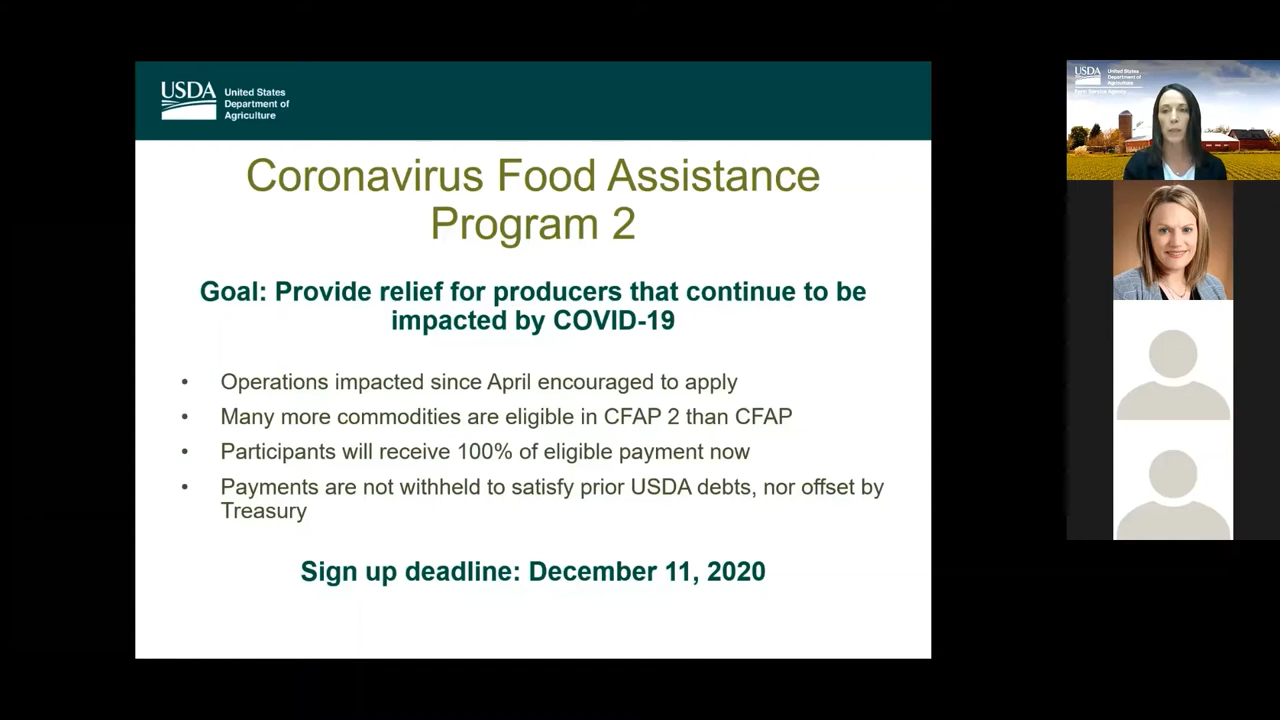 USDA
United States
Department of
Agriculture
Coronavirus Food Assistance
Program 2
Goal: Provide relief for producers that continue to be
impacted by COVID-19
• Operations impacted since April encouraged to apply
• Many more commodities are eligible in CFAP 2 than CFAP
• Participants will receive 100% of eligible payment now
• Payments are not withheld to satisfy prior USDA debts, nor offset by
Treasury
Sign up deadline: December 11, 2020
USDA
United States
Department of
Agriculture
Farm Service Agency